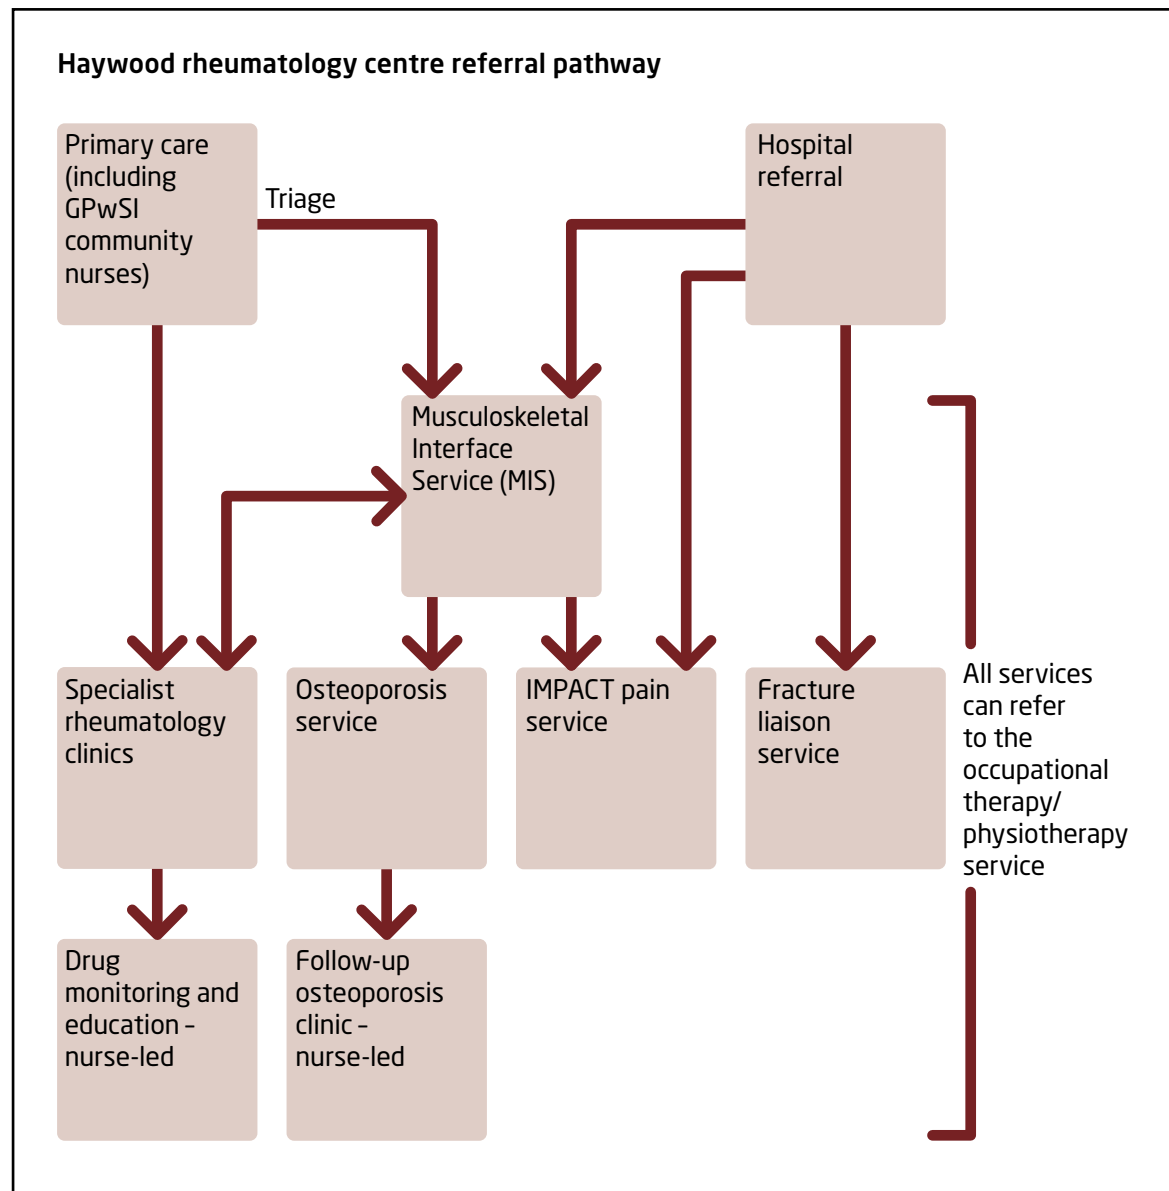 Haywood rheumatology centre referral pathway
Primary care
(including
GPwSI
community
nurses)
Triage
Hospital
referral
Musculoskeletal
Interface
Service (MIS)
Specialist
rheumatology
clinics
Osteoporosis
service
IMPACT pain
service
Fracture
liaison
service
All services
can refer
to the
occupational
therapy/
physiotherapy
service
Drug
monitoring and
education –
nurse-led
Follow-up
osteoporosis
clinic –
nurse-led